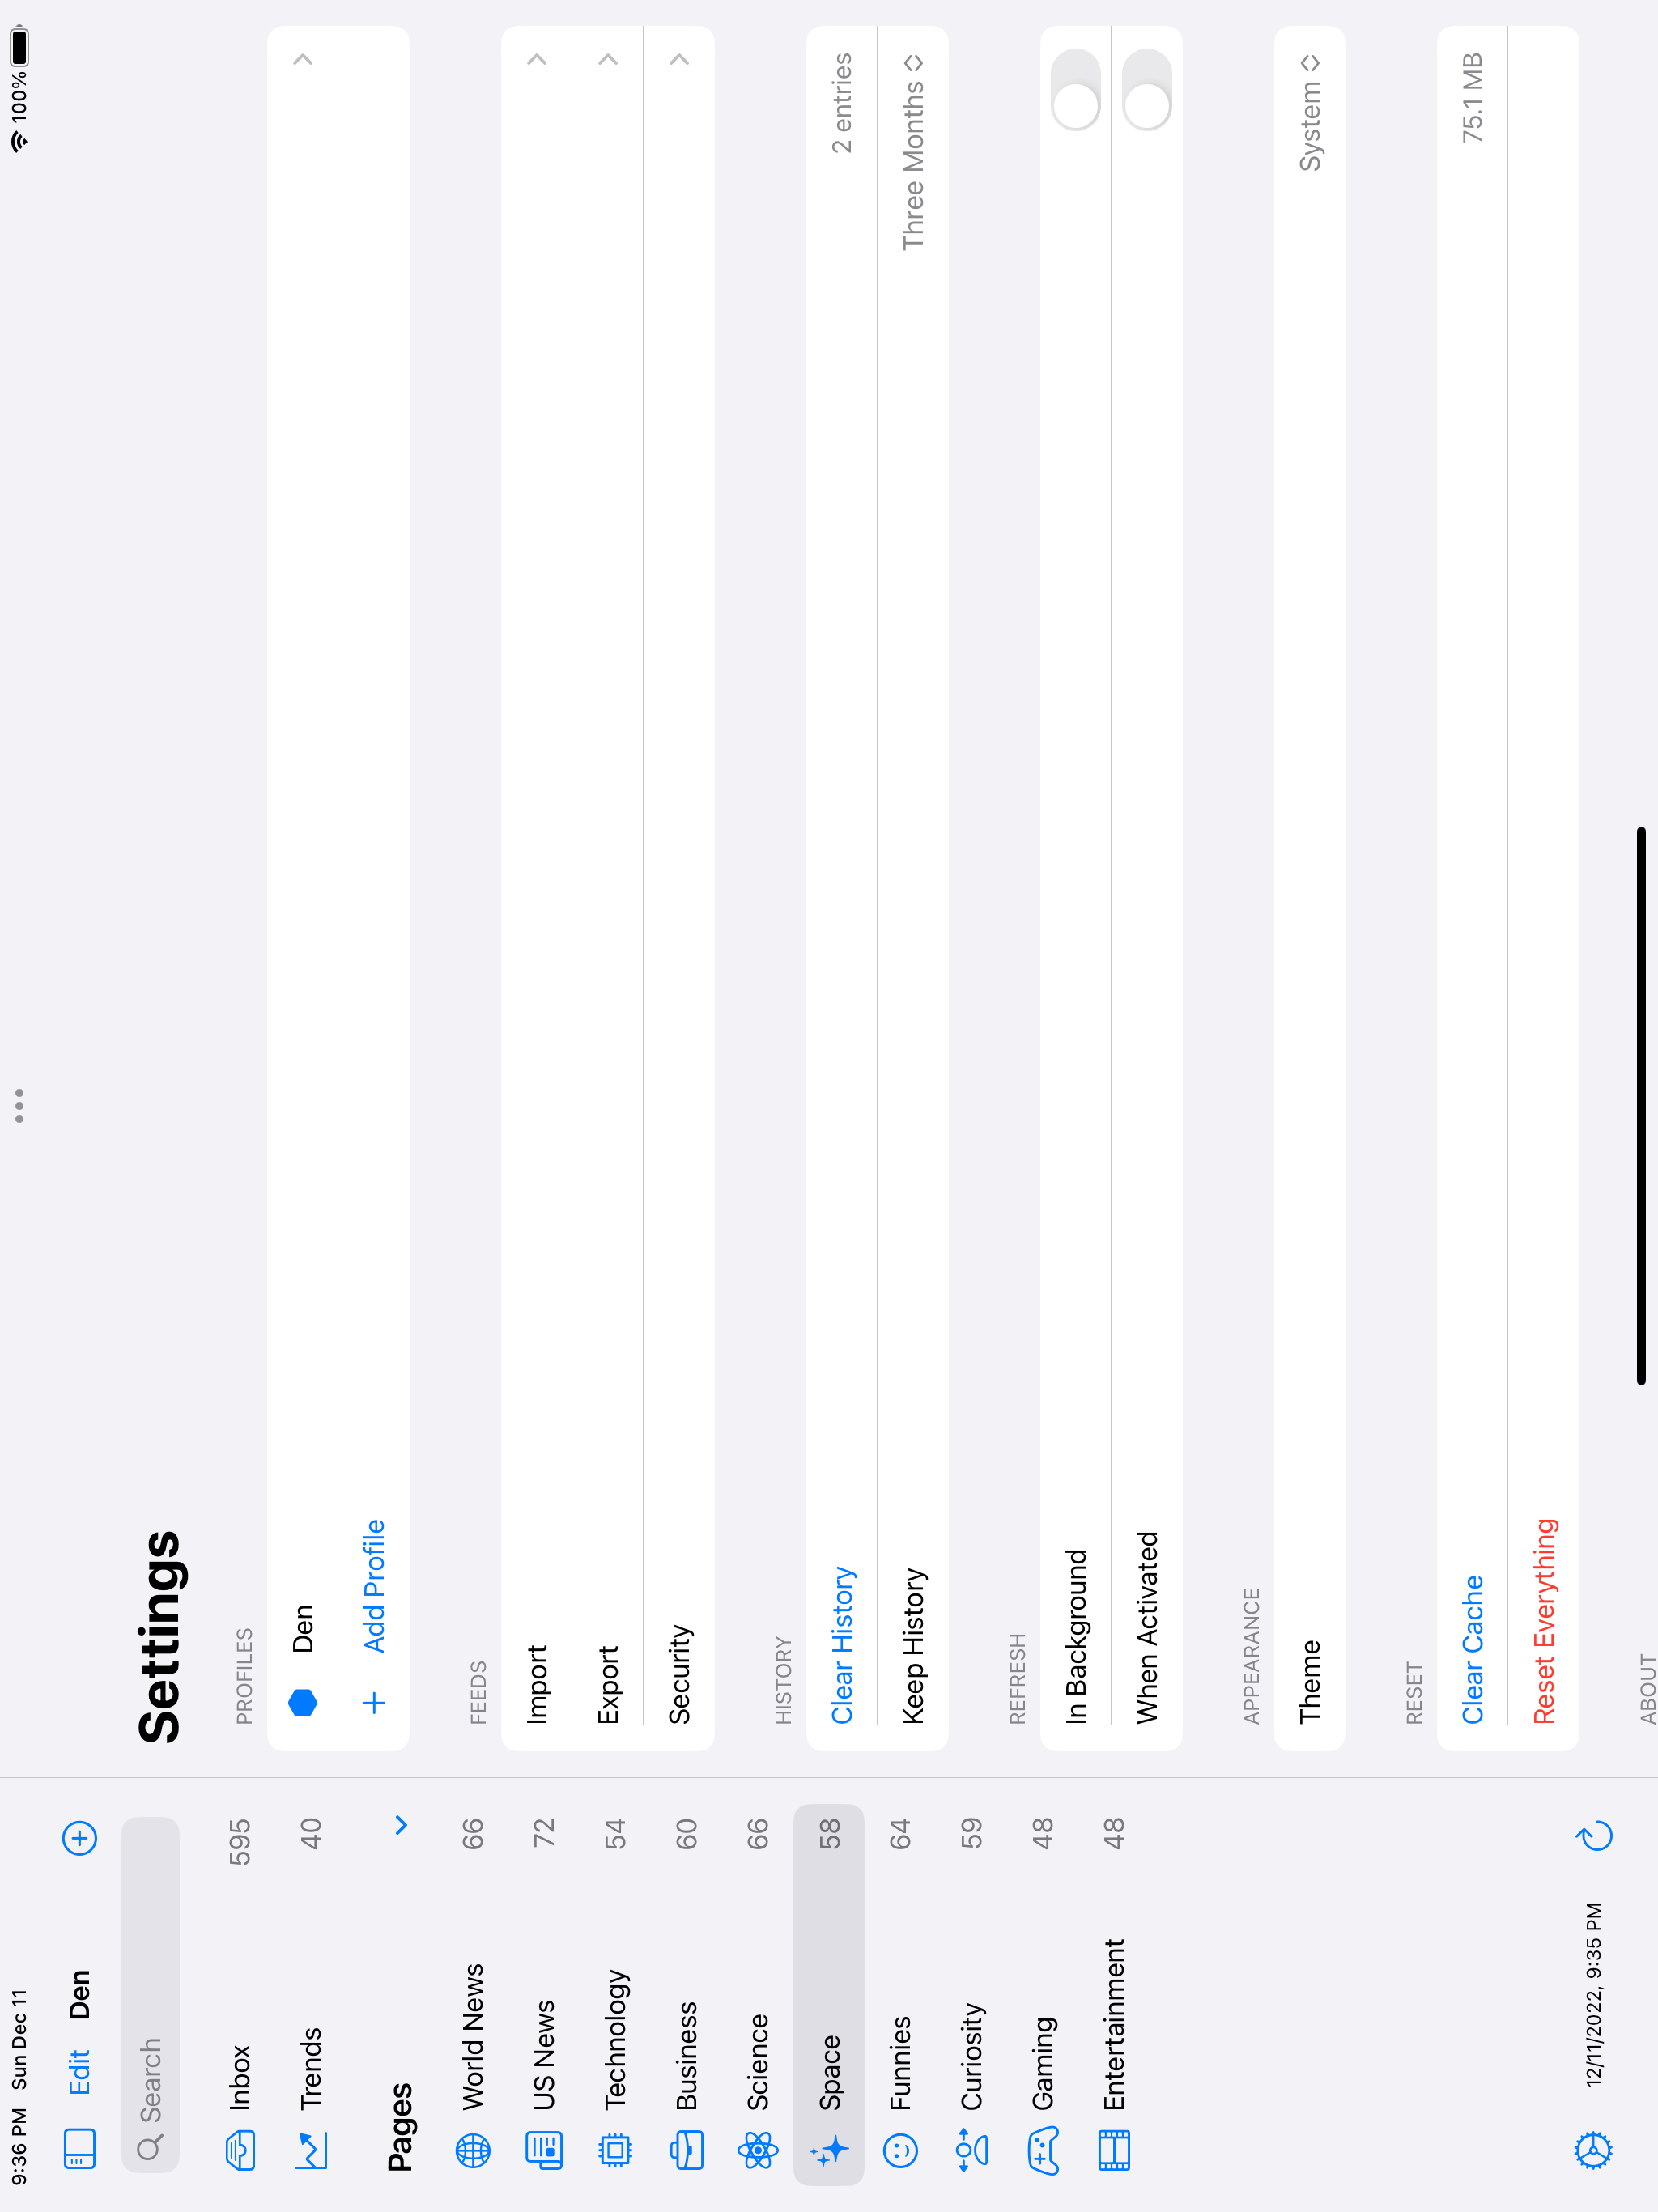 9:36 PM Sun Dec 11
100%
Edit Den
Search
Inbox 595
Trends 40
Pages
World News 66
US News 72
Technology 54
Business 60
Science 66
Space 58
Funnies 64
Curiosity 59
Gaming 48
Entertainment 48
12/11/2022, 9:35 PM
Settings
PROFILES
Den
Add Profile
FEEDS
Import
Export
Security
HISTORY
Clear History 2 entries
Keep History Three Months
REFRESH
In Background
When Activated
APPEARANCE
Theme System
RESET
Clear Cache 75.1 MB
Reset Everything
ABOUT